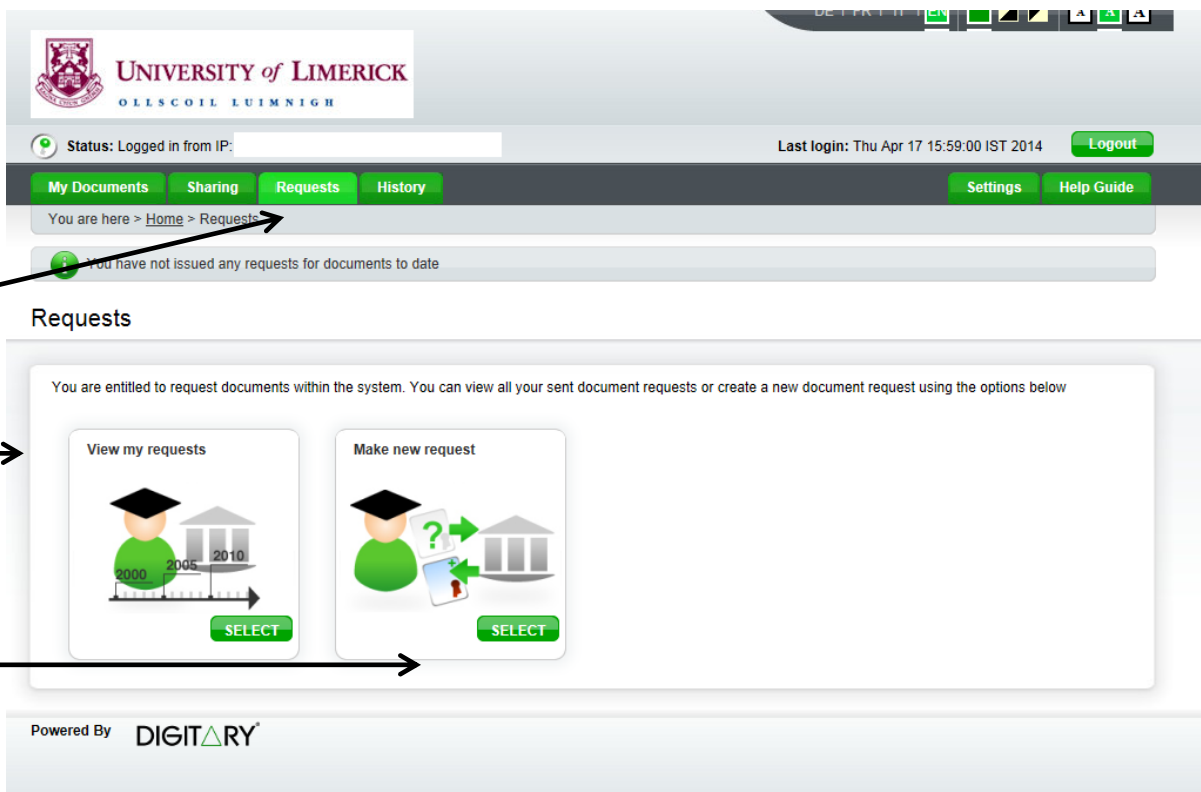 DE | FR | IT | EN A A A
UNIVERSITY of LIMERICK
OLLSCOIL LUIMNIGH
Status: Logged in from IP:
Last login: Thu Apr 17 15:59:00 IST 2014 Logout
My Documents Sharing Requests History Settings Help Guide
You are here > Home > Requests
You have not issued any requests for documents to date
Requests
You are entitled to request documents within the system. You can view all your sent document requests or create a new document request using the options below
View my requests
2000 2005 2010
SELECT
Make new request
?
SELECT
Powered By DIGITARY®